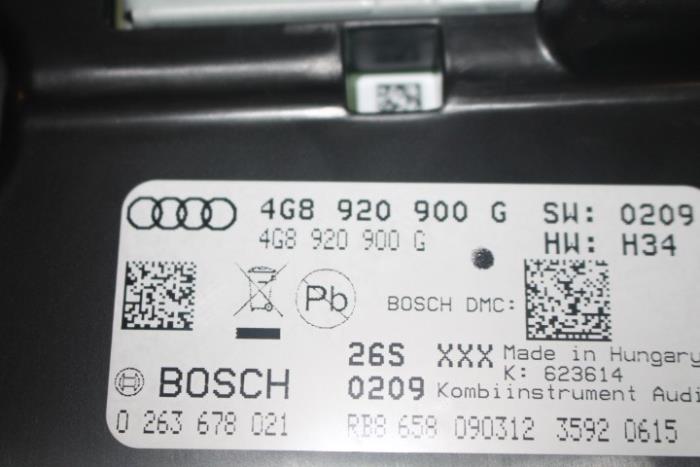 4G8 920 900 G SW: 0209
4G8 920 900 G HW: H34
Pb BOSCH DMC:
26S XXX Made in Hungary
K: 623614
BOSCH 0209 Kombiinstrument Audi
0 263 678 021 RB8 658 090312 3592 0615